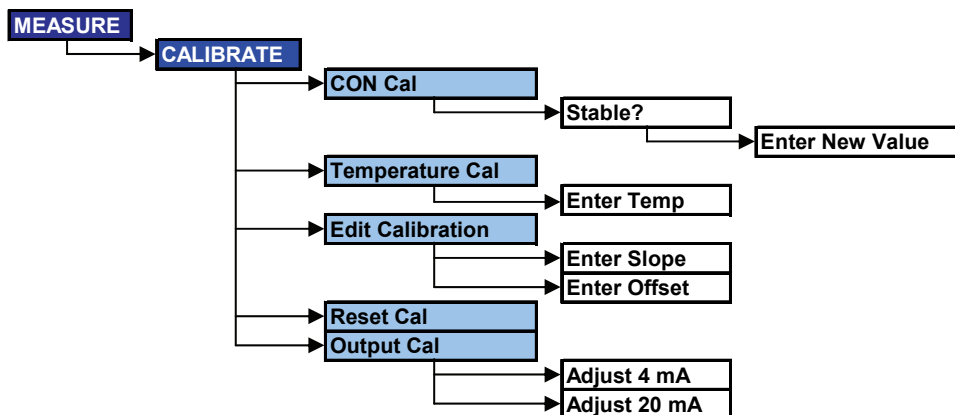 MEASURE
CALIBRATE
CON Cal
Stable?
Enter New Value
Temperature Cal
Enter Temp
Edit Calibration
Enter Slope
Enter Offset
Reset Cal
Output Cal
Adjust 4 mA
Adjust 20 mA